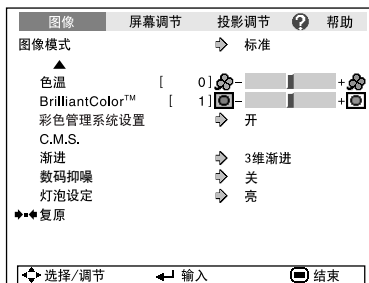 图像 屏幕调节 投影调节 ? 帮助
图像模式 标准
色温 [ 0] - +
BrilliantColor™ [ 1] - +
彩色管理系统设置 开
C.M.S.
渐进 3维渐进
数码抑噪 关
灯泡设定 亮
复原
选择/调节 输入 结束